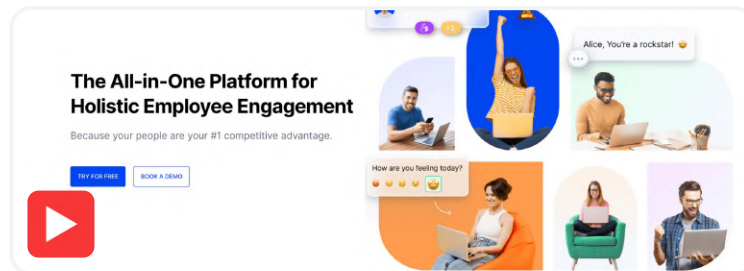 The All-in-One Platform for
Holistic Employee Engagement
Because your people are your #1 competitive advantage.
TRY FOR FREE
BOOK A DEMO
Alice, You're a rockstar!
How are you feeling today?